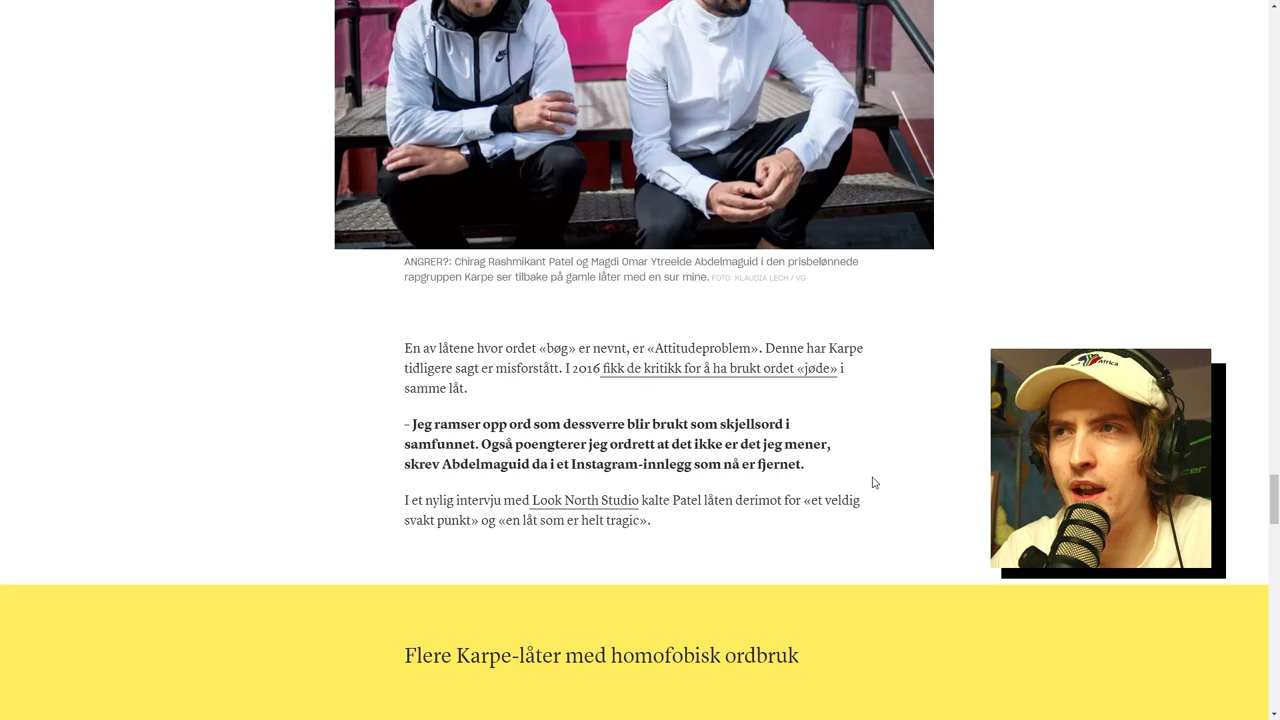 ANGRER?: Chirag Rashmikant Patel og Magdi Omar Ytreeide Abdelmaguid i den prisbelønnede
rapgruppen Karpe ser tilbake på gamle låter med en sur mine. FOTO: KLAUDIA LECH / VG
En av låtene hvor ordet «bøg» er nevnt, er «Attitudeproblem». Denne har Karpe
tidligere sagt er misforstått. I 2016 fikk de kritikk for å ha brukt ordet «jøde» i
samme låt.
– Jeg ramser opp ord som dessverre blir brukt som skjellsord i
samfunnet. Også poengterer jeg ordrett at det ikke er det jeg mener,
skrev Abdelmaguid da i et Instagram-innlegg som nå er fjernet.
I et nylig intervju med Look North Studio kalte Patel låten derimot for «et veldig
svakt punkt» og «en låt som er helt tragic».
Africa
Flere Karpe-låter med homofobisk ordbruk